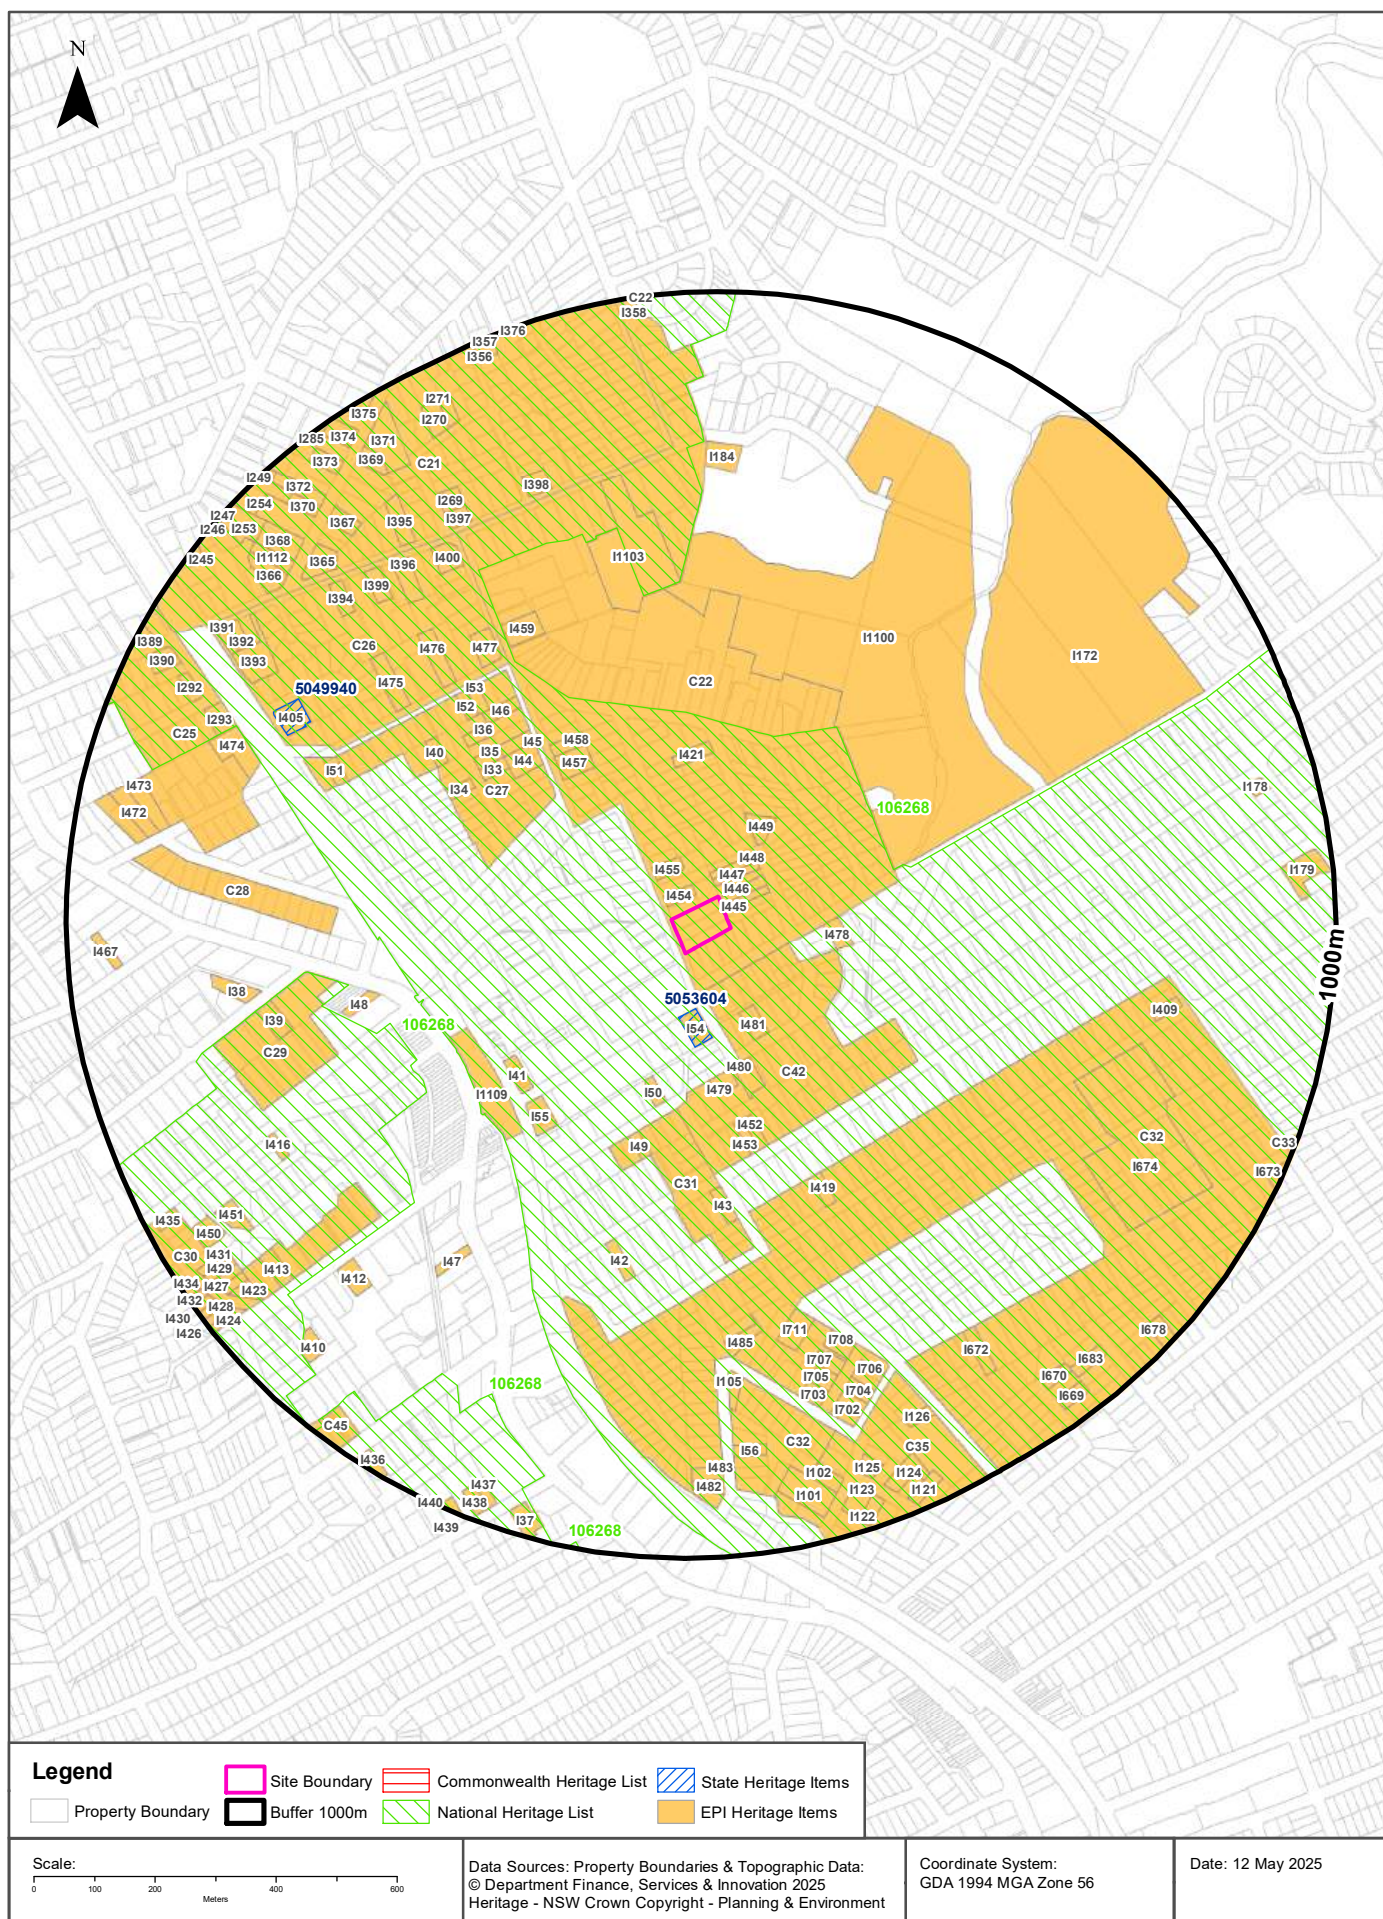 N
C22
I358
I376
I357
I356
I271
I270
I375
I374
I371
I285
I373
I369
C21
I184
I249
I372
I254
I370
I269
I398
I247
I246
I253
I367
I395
I397
I368
I245
I1112
I365
I396
I400
I1103
I366
I399
I394
I391
I459
I389
I392
C26
I476
I477
I1100
I390
I393
I172
I292
5049940
I475
I53
C22
I293
I405
I52
I46
C25
I474
I36
I45
I458
I40
I35
I44
I457
I421
I51
I33
I473
I34
C27
I178
I472
106268
I449
I448
I455
I447
I179
C28
I454
I446
I445
I467
I478
1000m
I38
I48
5053604
I39
106268
I54
I481
I409
C29
I41
I480
C42
I1109
I50
I479
I55
I452
I416
I49
I453
C32
C33
C31
I674
I673
I419
I43
I451
I435
I450
C30
I431
I429
I413
I47
I42
I434
I427
I423
I412
I432
I428
I430
I424
I426
I410
I711
I708
I485
I678
I707
I672
I705
I706
I683
I105
I703
I704
I670
I669
I702
106268
I126
C45
I56
C32
C35
I436
I483
I102
I125
I124
I482
I101
I123
I121
I437
I440
I438
I122
I439
I37
106268
Legend
Site Boundary
Commonwealth Heritage List
State Heritage Items
Property Boundary
Buffer 1000m
National Heritage List
EPI Heritage Items
Scale:
0 100 200 400 600
Meters
Data Sources: Property Boundaries & Topographic Data:
© Department Finance, Services & Innovation 2025
Heritage - NSW Crown Copyright - Planning & Environment
Coordinate System:
GDA 1994 MGA Zone 56
Date: 12 May 2025